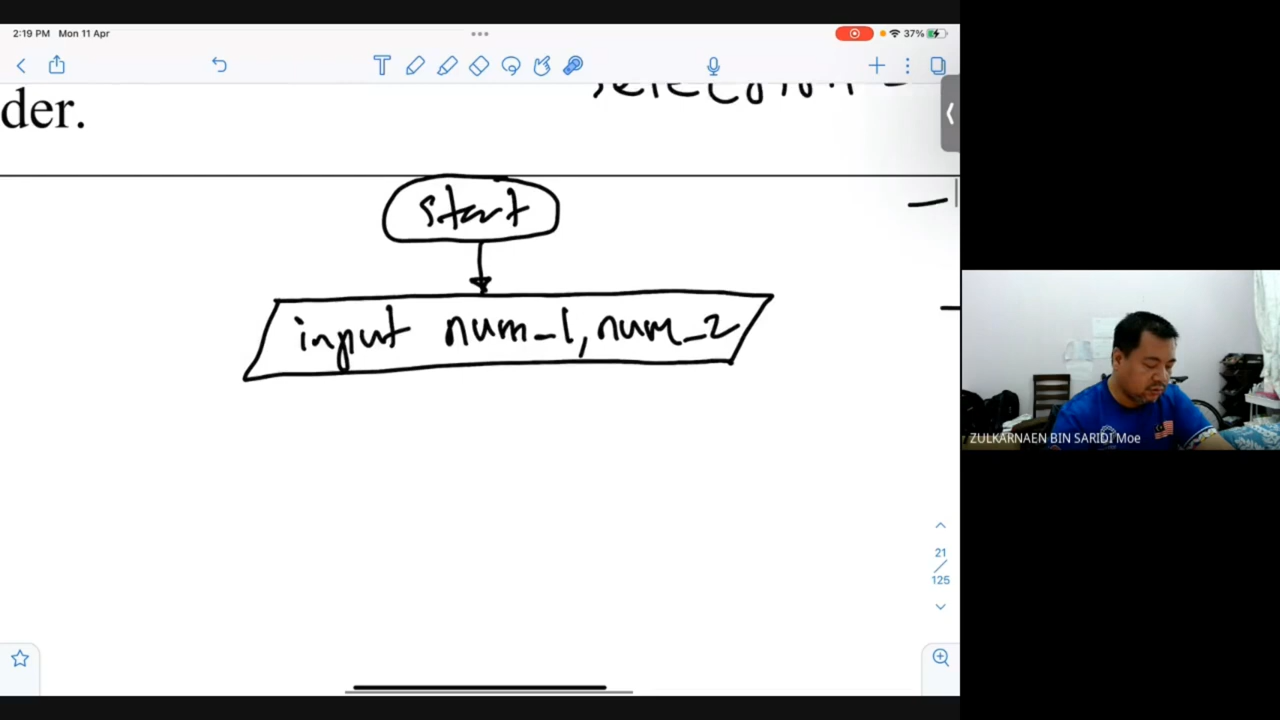 2:19 PM Mon 11 Apr
37%
der.
start
input num_1, num_2
21
/
125
ZULKARNAEN BIN SARIDI Moe